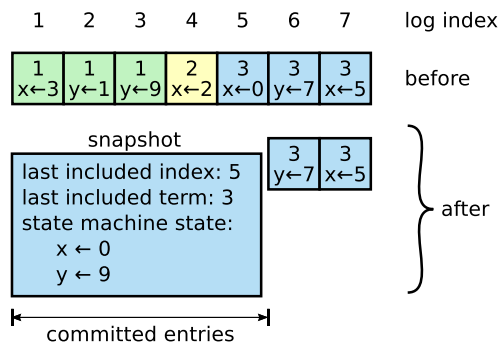 1 2 3 4 5 6 7 log index
1 1 1 2 3 3 3
x←3 y←1 y←9 x←2 x←0 y←7 x←5
before
snapshot
last included index: 5
last included term: 3
state machine state:
x ← 0
y ← 9
3 3
y←7 x←5
after
committed entries